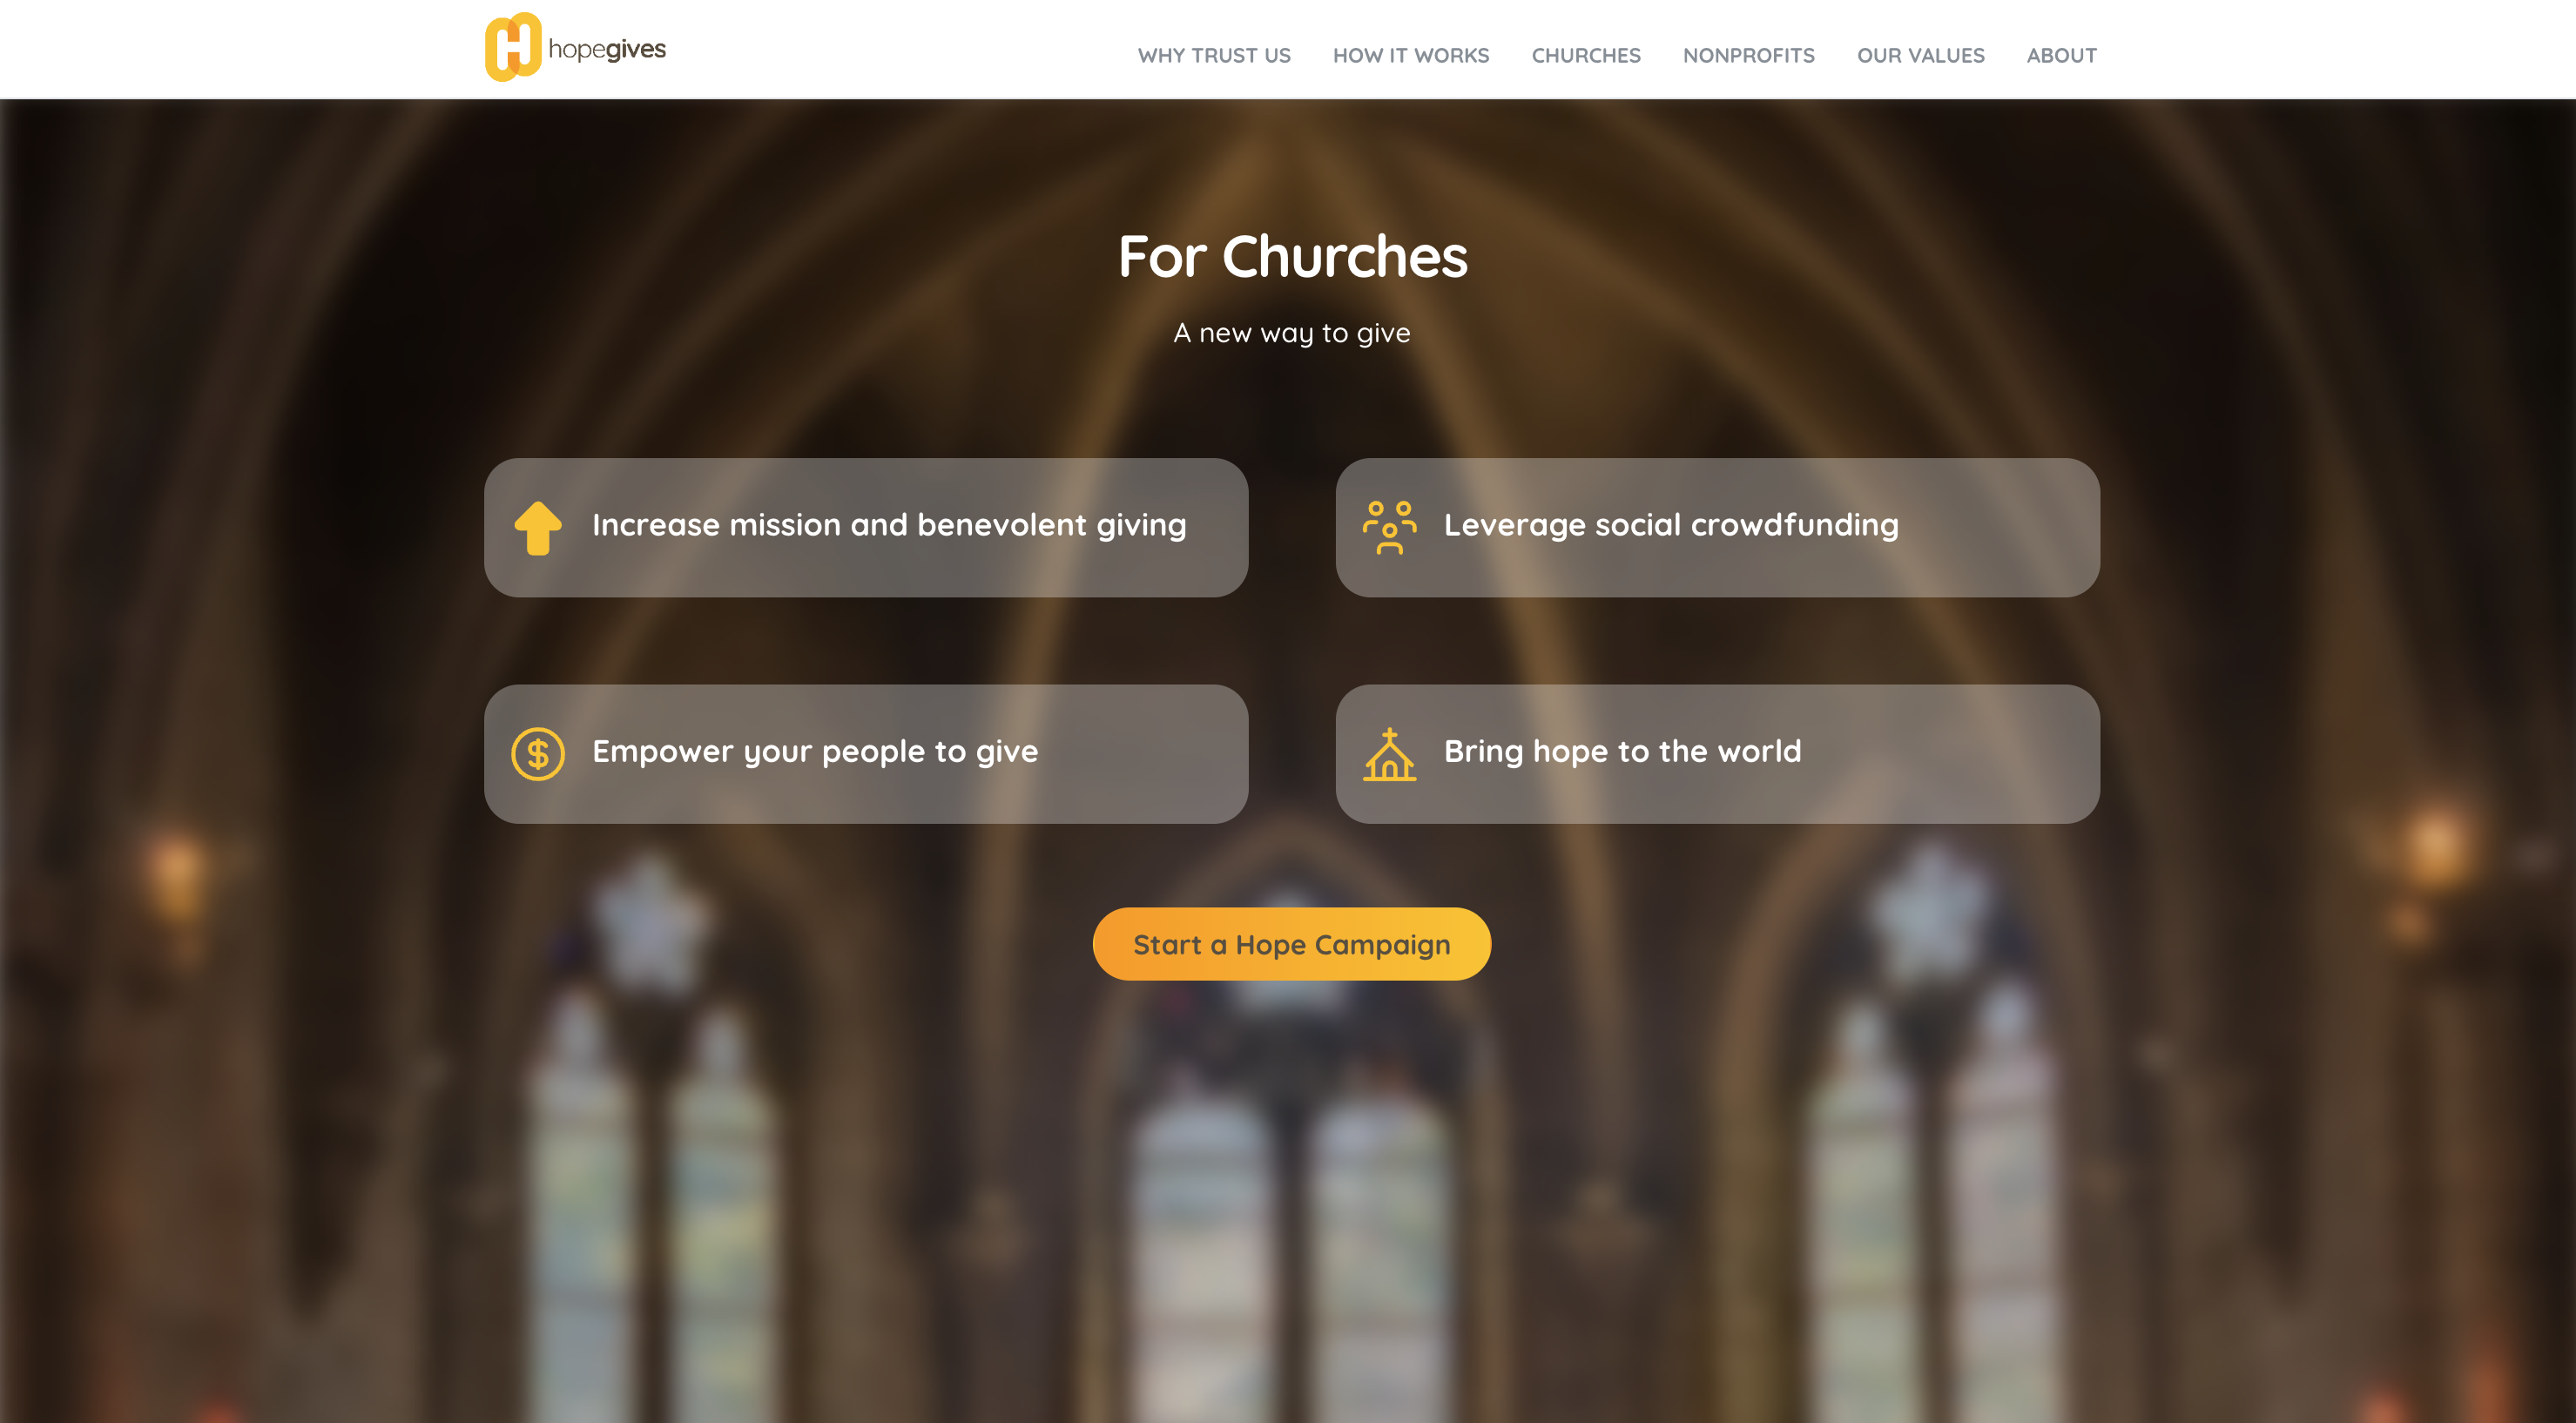 hopegives
WHY TRUST US
HOW IT WORKS
CHURCHES
NONPROFITS
OUR VALUES
ABOUT
For Churches
A new way to give
Increase mission and benevolent giving
Leverage social crowdfunding
Empower your people to give
Bring hope to the world
Start a Hope Campaign